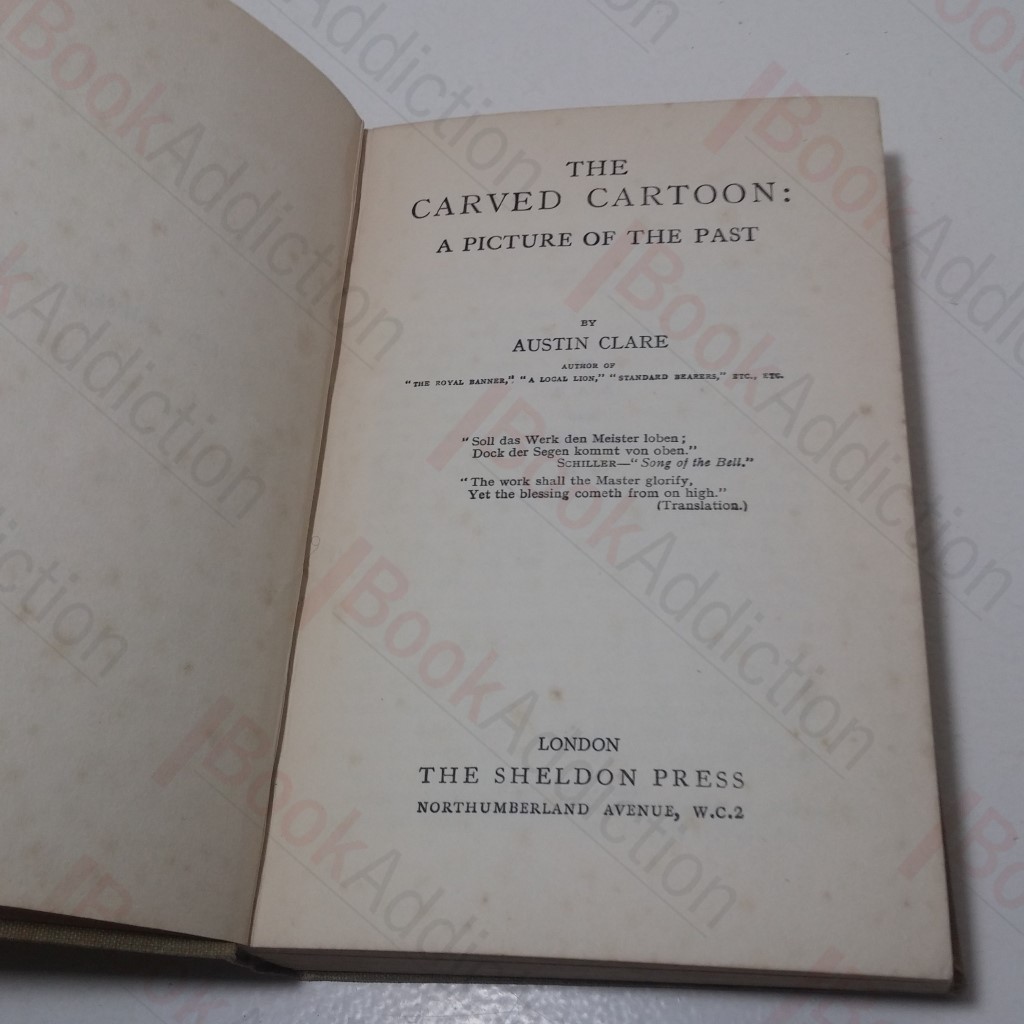 THE
CARVED CARTOON:
A PICTURE OF THE PAST
BY
AUSTIN CLARE
AUTHOR OF
"THE ROYAL BANNER," "A LOCAL LION," "STANDARD BEARERS," ETC., ETC.
"Soll das Werk den Meister loben;
Dock der Segen kommt von oben."
SCHILLER—"Song of the Bell."
"The work shall the Master glorify,
Yet the blessing cometh from on high."
(Translation.)
LONDON
THE SHELDON PRESS
NORTHUMBERLAND AVENUE, W.C.2
BookAddiction